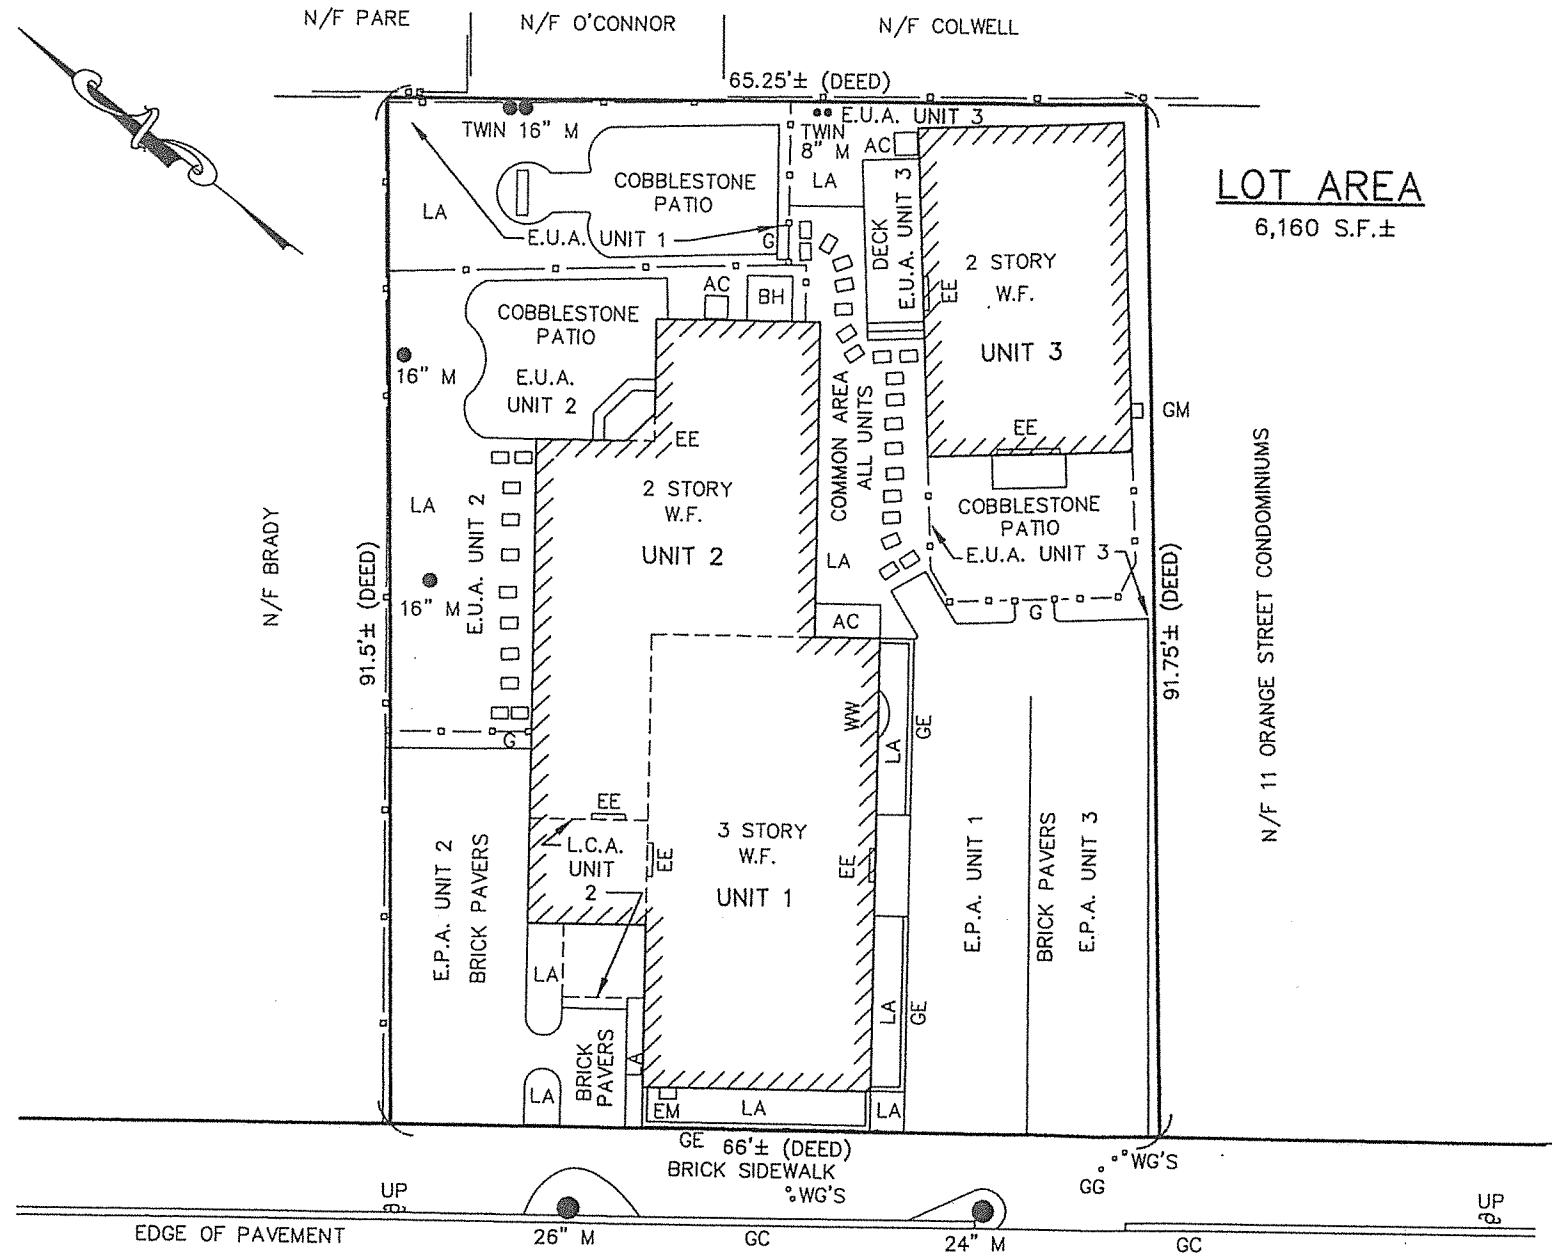 N/F PARE
N/F O'CONNOR
N/F COLWELL
65.25'± (DEED)
TWIN 16" M
E.U.A. UNIT 3
TWIN
8" M
AC
LA
COBBLESTONE
PATIO
LA
E.U.A. UNIT 1
G
DECK
E.U.A. UNIT 3
EE
2 STORY
W.F.
UNIT 3
LOT AREA
6,160 S.F.±
AC
BH
COBBLESTONE
PATIO
E.U.A.
UNIT 2
16" M
EE
2 STORY
W.F.
UNIT 2
COMMON AREA
ALL UNITS
LA
EE
GM
COBBLESTONE
PATIO
E.U.A. UNIT 3
G
LA
E.U.A. UNIT 2
16" M
G
N/F BRADY
91.5'± (DEED)
91.75'± (DEED)
N/F 11 ORANGE STREET CONDOMINIUMS
AC
WW
LA
GE
EE
L.C.A.
UNIT
2
EE
3 STORY
W.F.
UNIT 1
EE
E.P.A. UNIT 2
BRICK PAVERS
E.P.A. UNIT 1
BRICK PAVERS
E.P.A. UNIT 3
LA
LA
GE
BRICK
PAVERS
A
LA
EM
LA
LA
GE
66'± (DEED)
BRICK SIDEWALK
WG'S
WG'S
GG
UP
UP
EDGE OF PAVEMENT
26" M
GC
24" M
GC